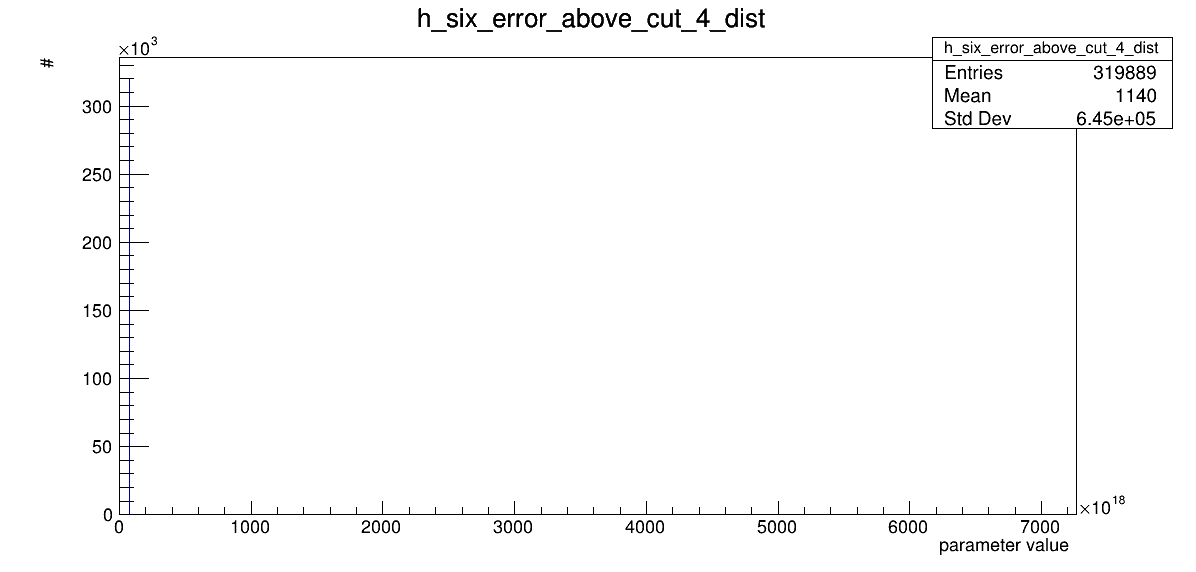 h_six_error_above_cut_4_dist
×10³
#
h_six_error_above_cut_4_dist
Entries 319889
Mean 1140
Std Dev 6.45e+05
300
250
200
150
100
50
0
0 1000 2000 3000 4000 5000 6000 7000
×10¹⁸
parameter value